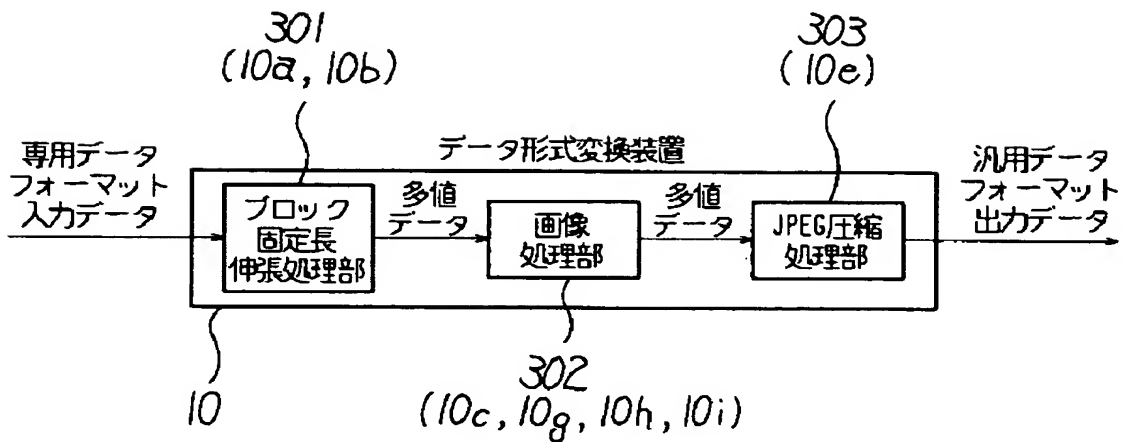 301
(10a, 10b)
303
(10e)
データ形式変換装置
専用データ
フォーマット
入力データ
ブロック
固定長
伸張処理部
多値
データ
画像
処理部
多値
データ
JPEG圧縮
処理部
汎用データ
フォーマット
出力データ
10
302
(10c, 10g, 10h, 10i)